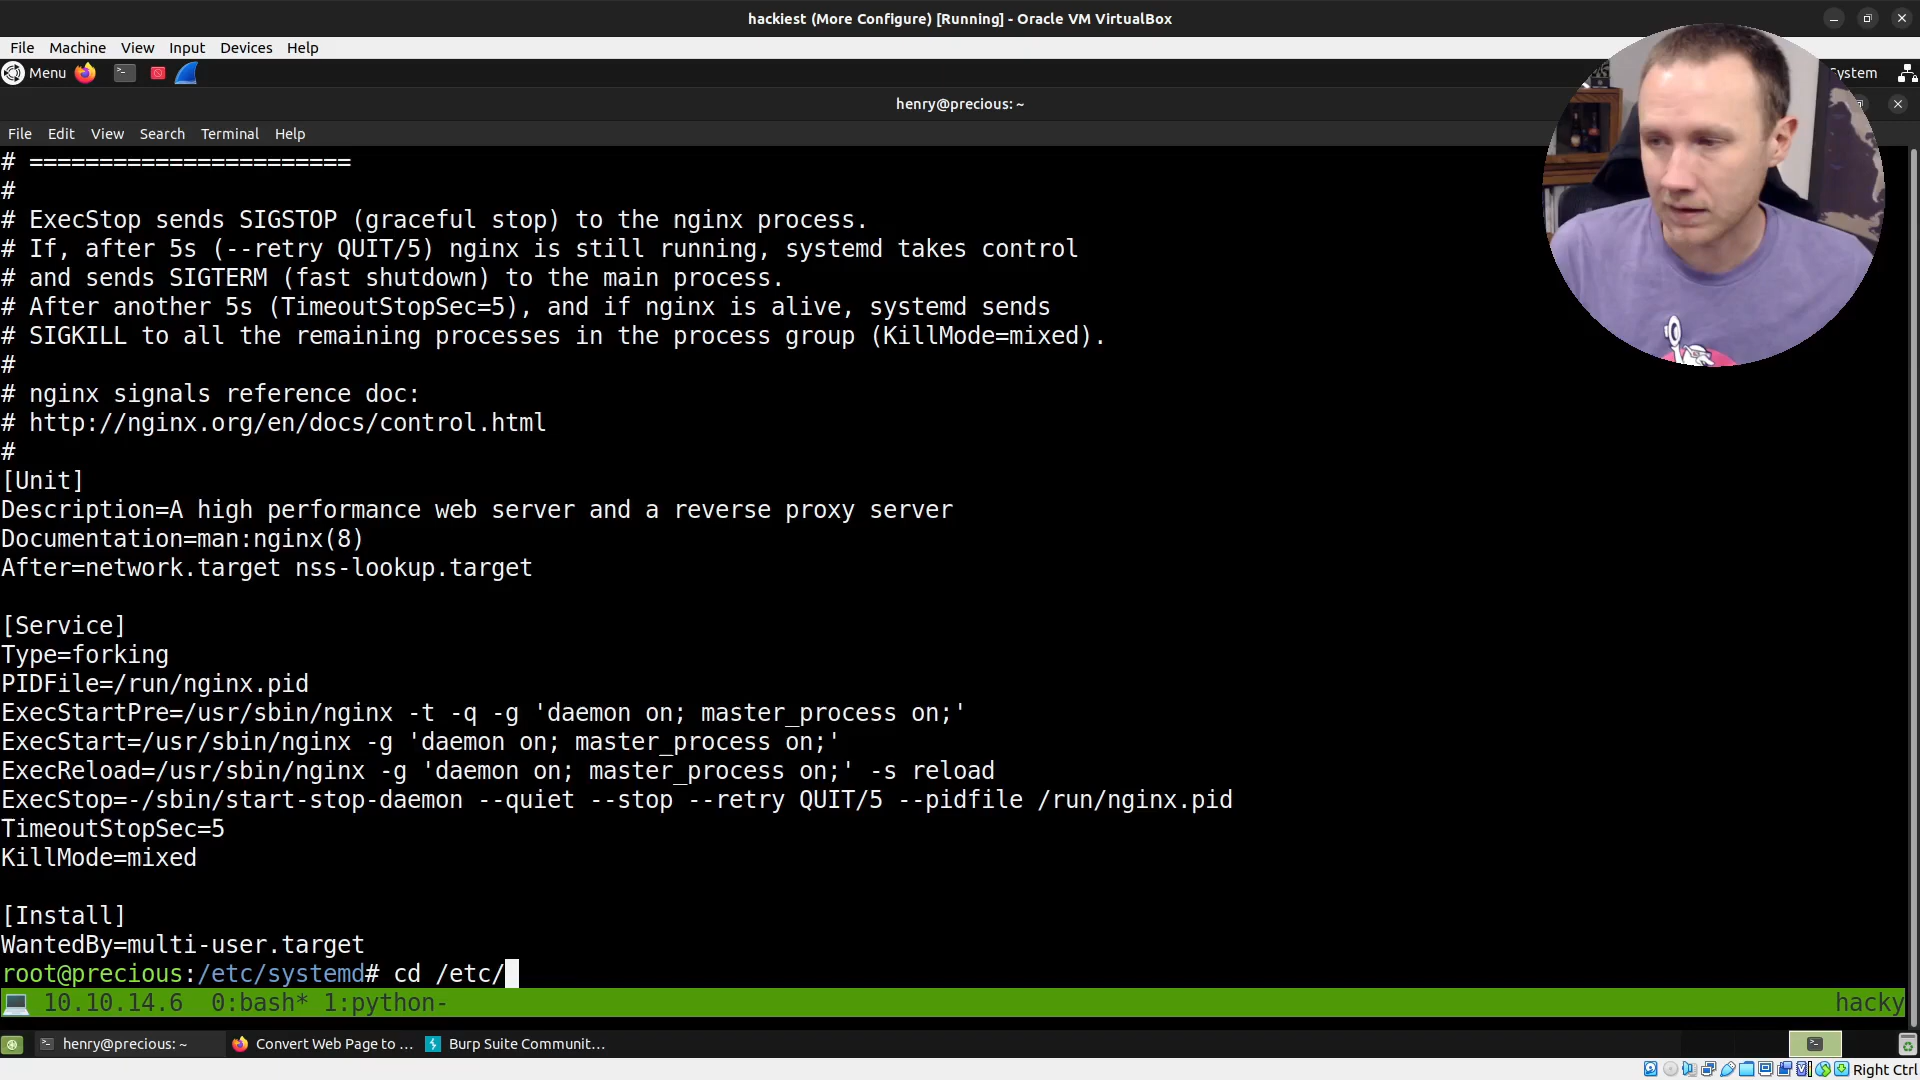 hackiest (More Configure) [Running] - Oracle VM VirtualBox
File Machine View Input Devices Help
Menu
System
henry@precious: ~
File Edit View Search Terminal Help
# =======================
#
# ExecStop sends SIGSTOP (graceful stop) to the nginx process.
# If, after 5s (--retry QUIT/5) nginx is still running, systemd takes control
# and sends SIGTERM (fast shutdown) to the main process.
# After another 5s (TimeoutStopSec=5), and if nginx is alive, systemd sends
# SIGKILL to all the remaining processes in the process group (KillMode=mixed).
#
# nginx signals reference doc:
# http://nginx.org/en/docs/control.html
#
[Unit]
Description=A high performance web server and a reverse proxy server
Documentation=man:nginx(8)
After=network.target nss-lookup.target
[Service]
Type=forking
PIDFile=/run/nginx.pid
ExecStartPre=/usr/sbin/nginx -t -q -g 'daemon on; master_process on;'
ExecStart=/usr/sbin/nginx -g 'daemon on; master_process on;'
ExecReload=/usr/sbin/nginx -g 'daemon on; master_process on;' -s reload
ExecStop=-/sbin/start-stop-daemon --quiet --stop --retry QUIT/5 --pidfile /run/nginx.pid
TimeoutStopSec=5
KillMode=mixed
[Install]
WantedBy=multi-user.target
root@precious:/etc/systemd# cd /etc/
10.10.14.6 0:bash* 1:python- hacky
henry@precious: ~ Convert Web Page to ... Burp Suite Communit...
Right Ctrl